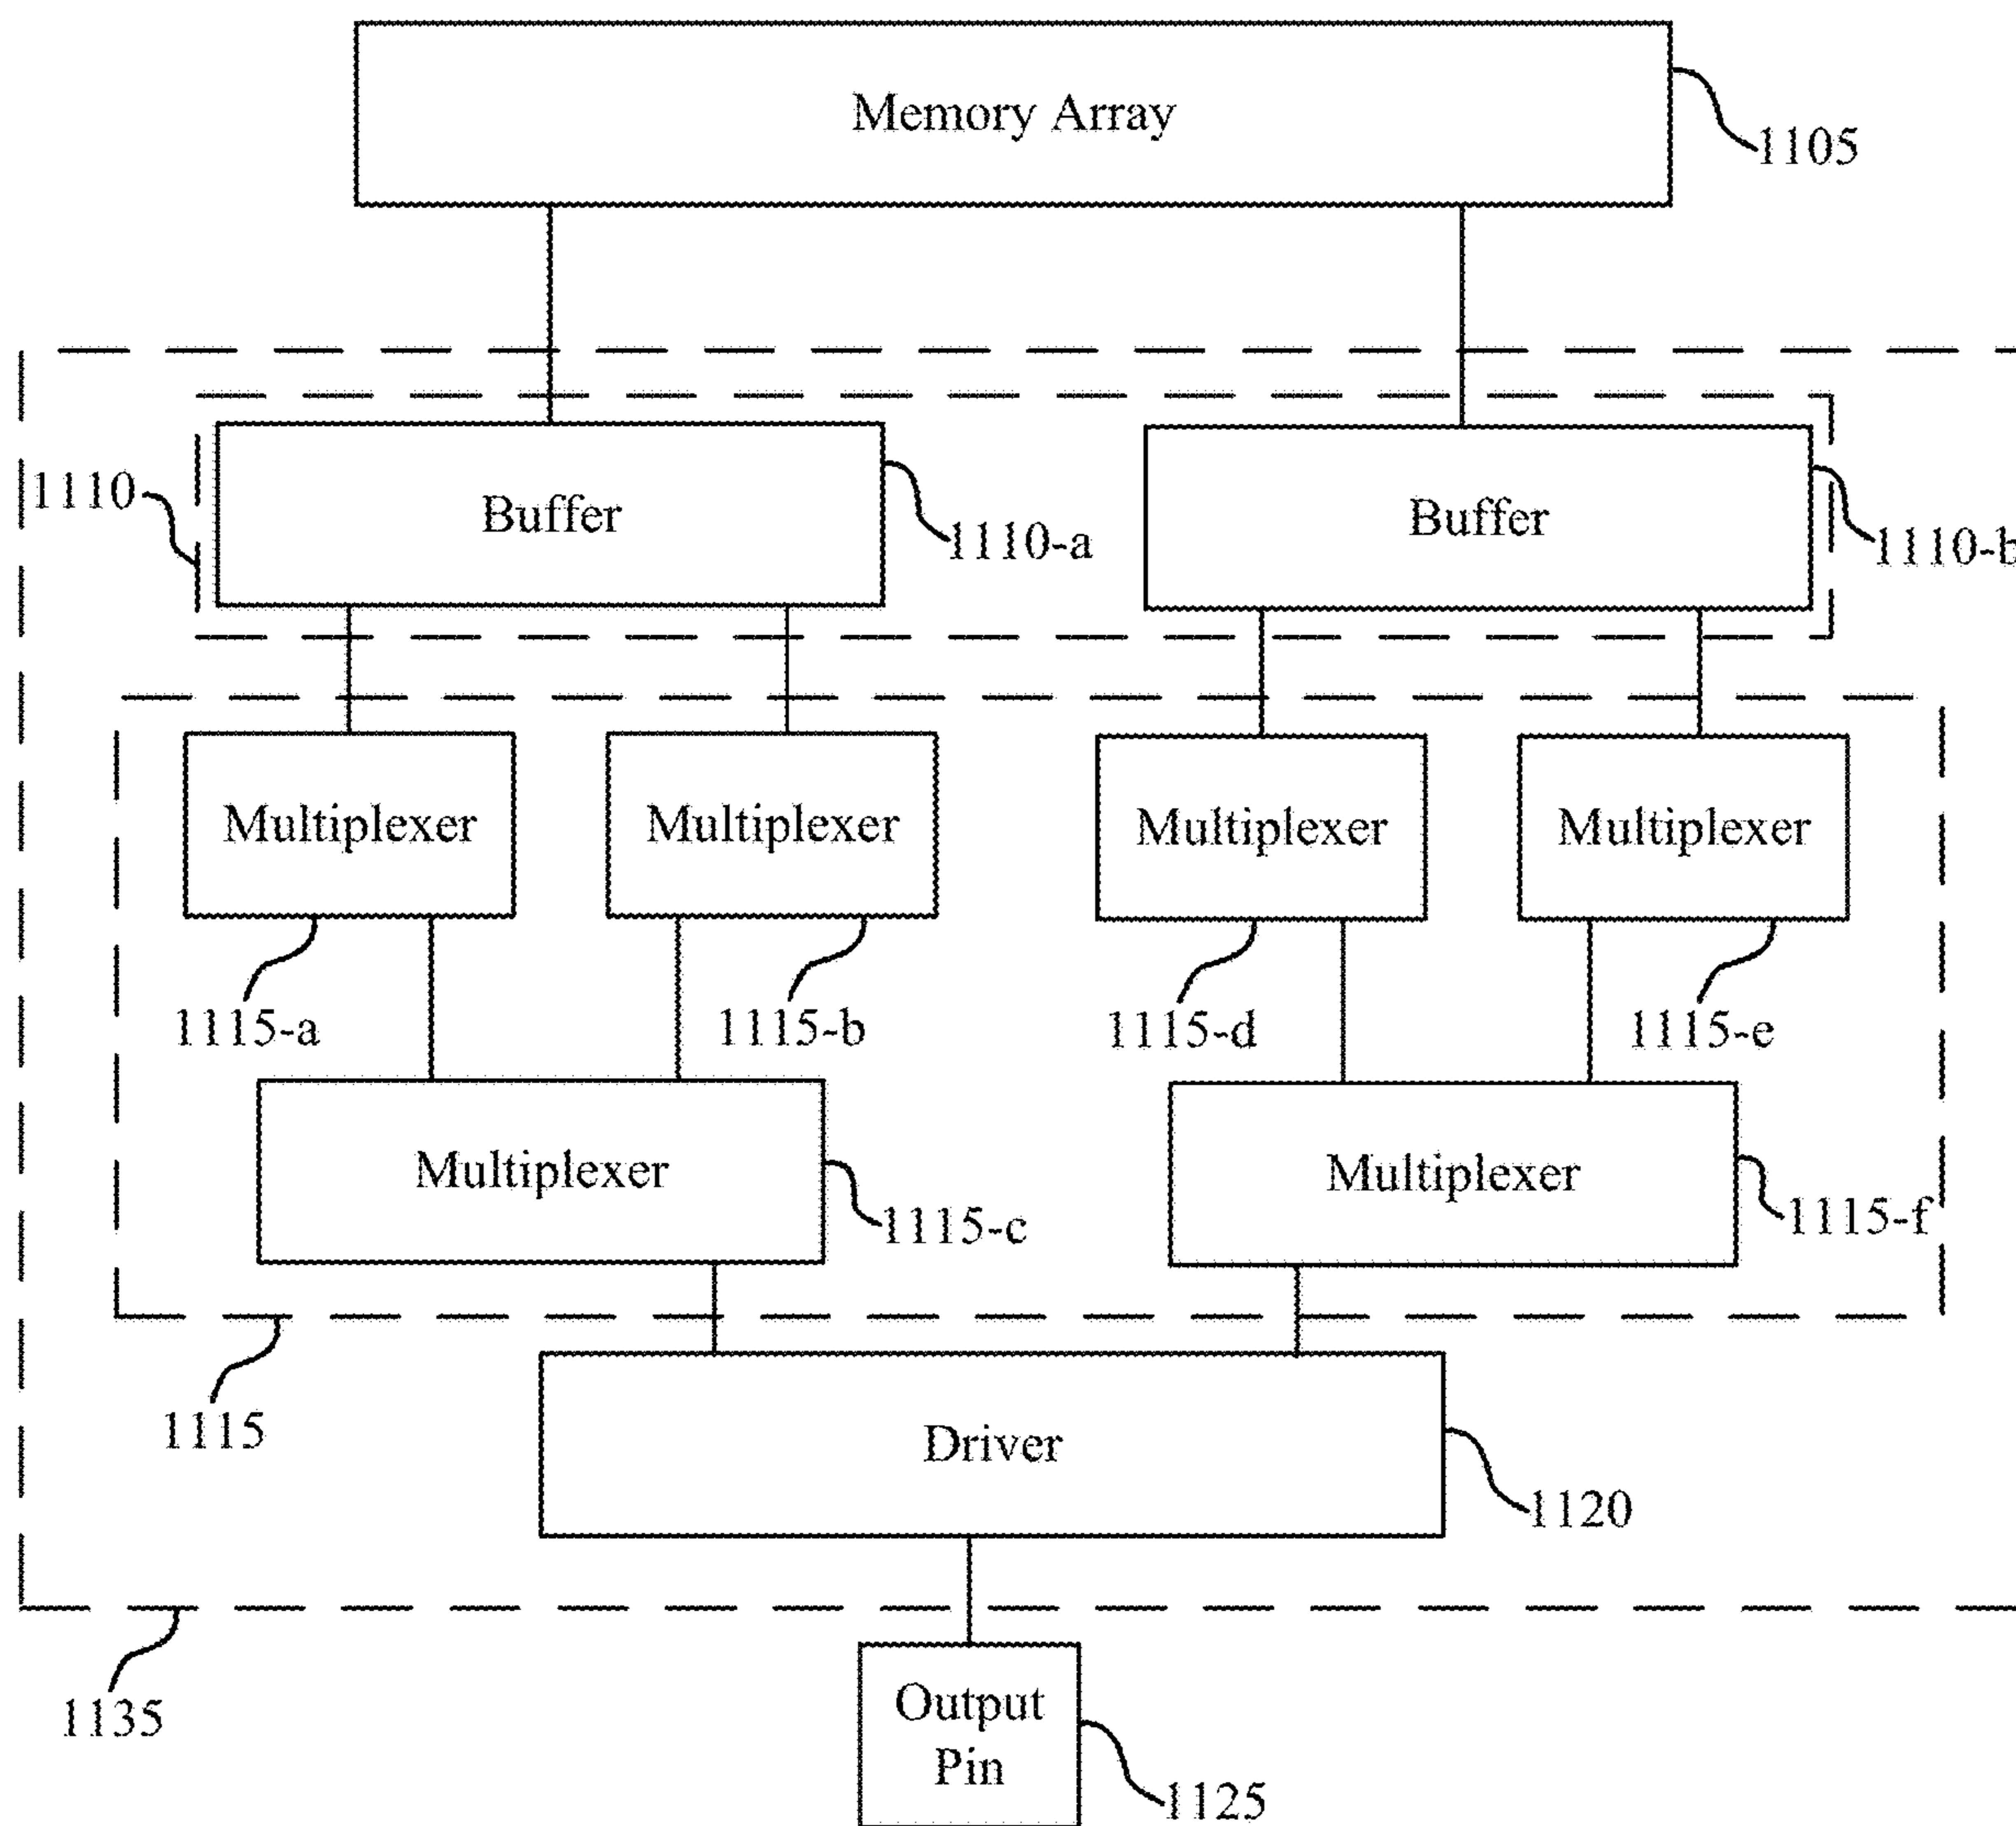 Memory Array
1105
Buffer
1110
1110-a
Buffer
1110-b
Multiplexer
Multiplexer
Multiplexer
Multiplexer
1115-a
1115-b
1115-d
1115-e
Multiplexer
1115-c
Multiplexer
1115-f
1115
Driver
1120
1135
Output
Pin
1125